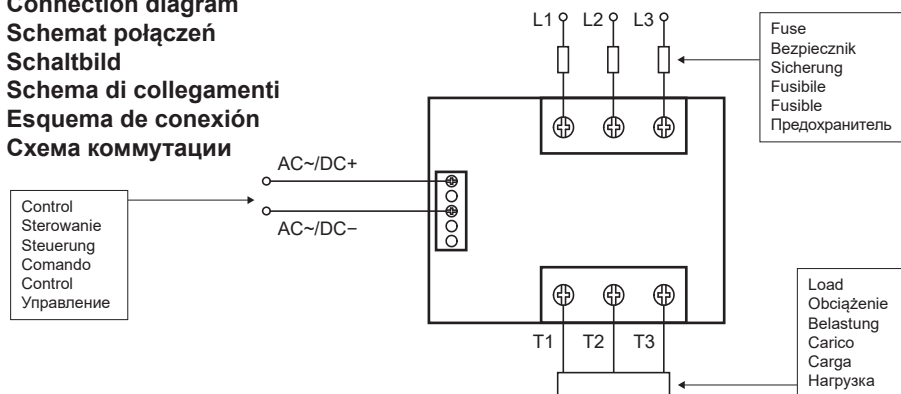 Connection diagram
Schemat połączeń
Schaltbild
Schema di collegamenti
Esquema de conexión
Схема коммутации
L1 L2 L3
Fuse
Bezpiecznik
Sicherung
Fusibile
Fusible
Предохранитель
AC~/DC+
AC~/DC−
Control
Sterowanie
Steuerung
Comando
Control
Управление
T1 T2 T3
Load
Obciążenie
Belastung
Carico
Carga
Нагрузка